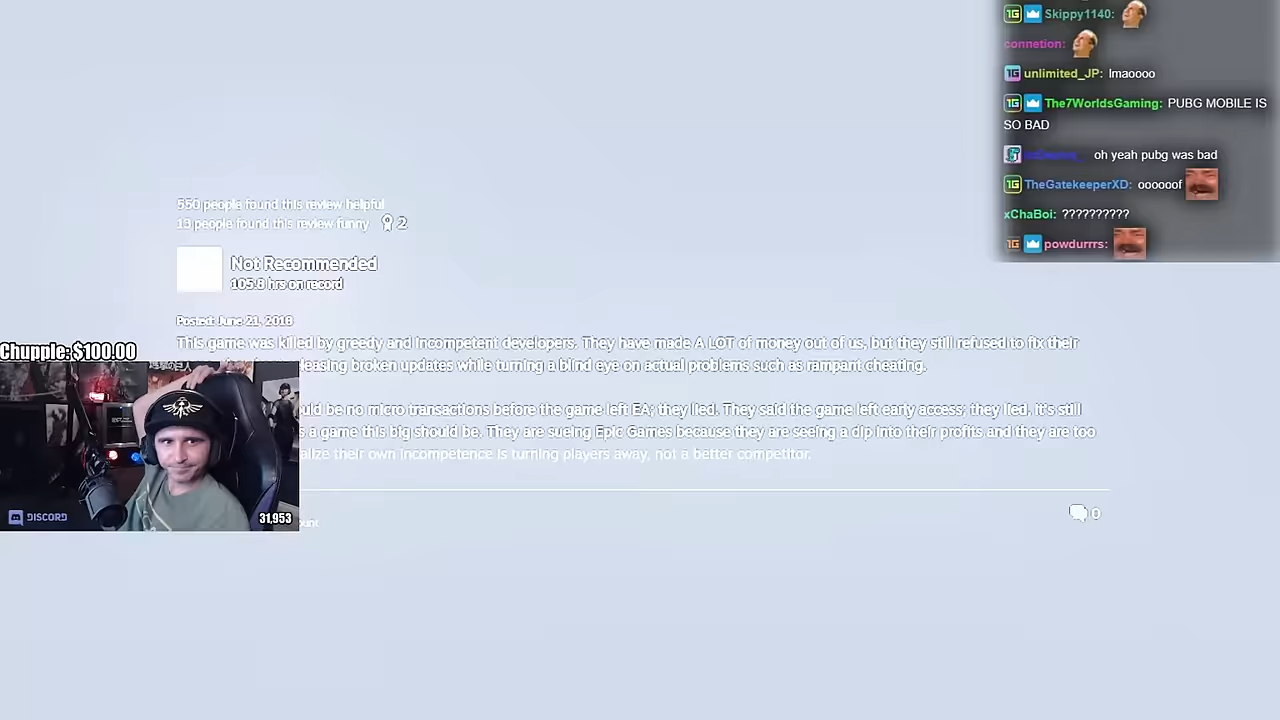 Skippy1140:
connetion:
unlimited_JP: lmaoooo
The7WorldsGaming: PUBG MOBILE IS
SO BAD
oh yeah pubg was bad
TheGatekeeperXD: oooooof
xChaBoi: ??????????
powdurrrs:
550 people found this review helpful
13 people found this review funny 2
Not Recommended
105.8 hrs on record
Posted: June 21, 2018
This game was killed by greedy and incompetent developers. They have made A LOT of money out of us, but they still refused to fix their
easing broken updates while turning a blind eye on actual problems such as rampant cheating.
uld be no micro transactions before the game left EA; they lied. They said the game left early access; they lied. It's still
s a game this big should be. They are sueing Epic Games because they are seeing a dip into their profits and they are too
alize their own incompetence is turning players away, not a better competitor.
0
unt
Chupple: $100.00
DISCORD
31,953